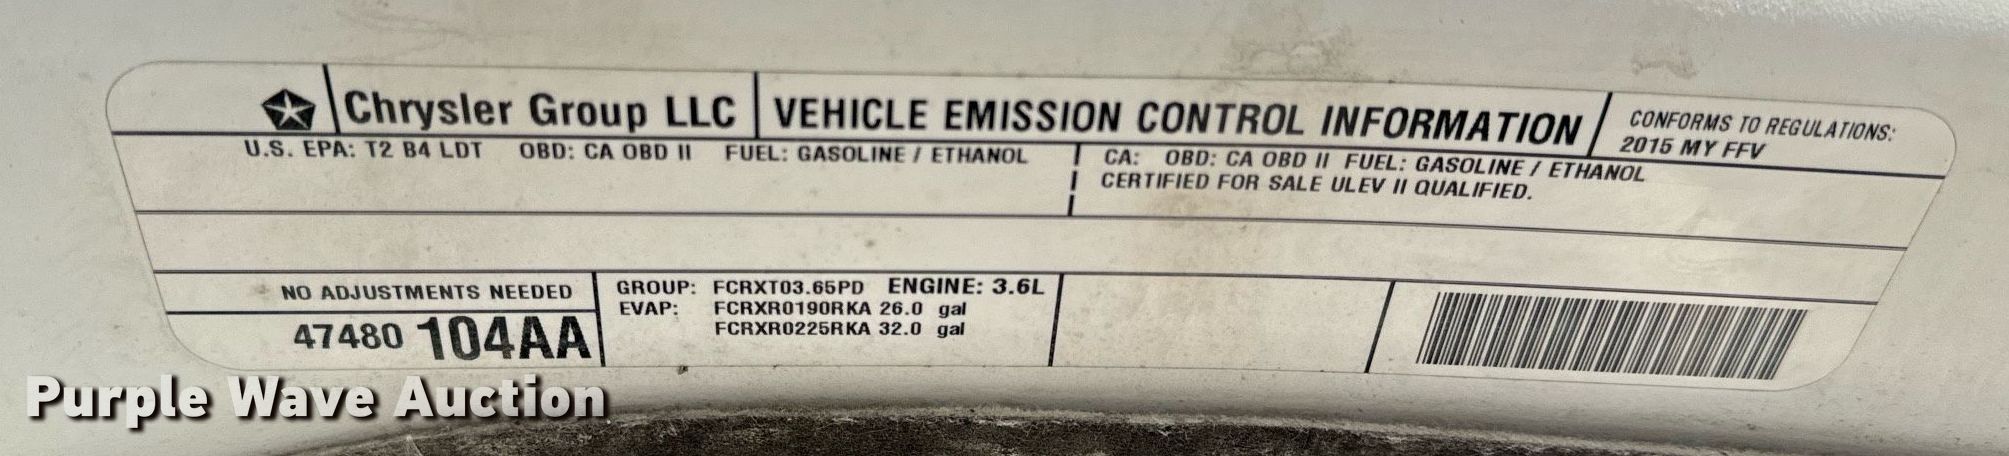 Chrysler Group LLC VEHICLE EMISSION CONTROL INFORMATION
CONFORMS TO REGULATIONS:
2015 MY FFV
U.S. EPA: T2 B4 LDT OBD: CA OBD II FUEL: GASOLINE / ETHANOL
CA: OBD: CA OBD II FUEL: GASOLINE / ETHANOL
CERTIFIED FOR SALE ULEV II QUALIFIED.
NO ADJUSTMENTS NEEDED
47480 104AA
GROUP: FCRXT03.65PD ENGINE: 3.6L
EVAP: FCRXR0190RKA 26.0 gal
FCRXR0225RKA 32.0 gal
Purple Wave Auction